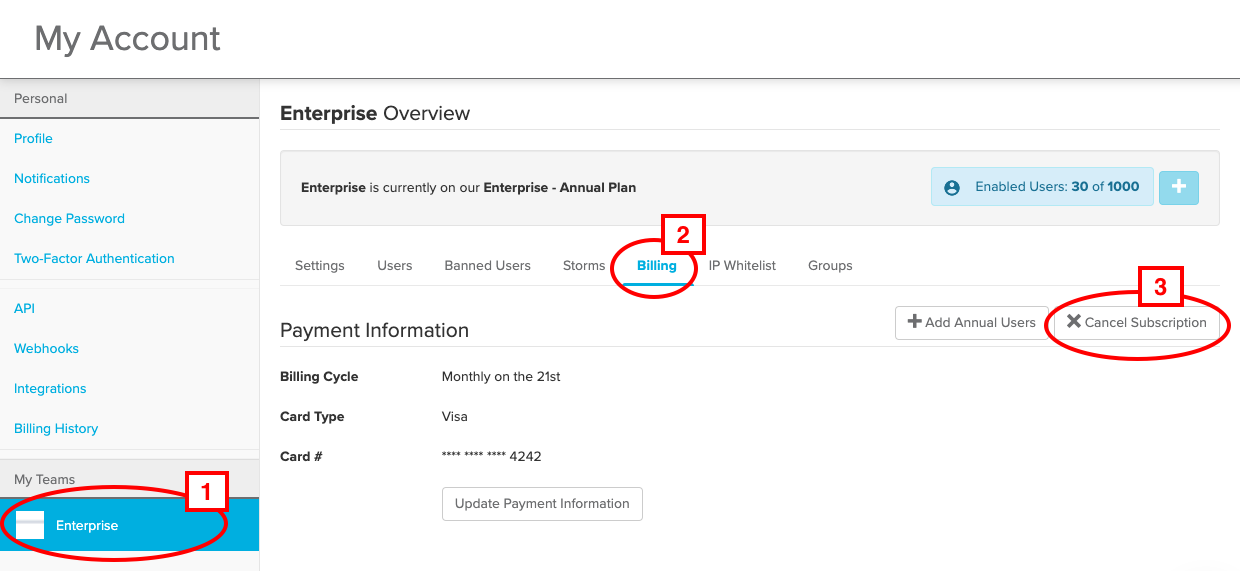 My Account
Personal
Profile
Notifications
Change Password
Two-Factor Authentication
API
Webhooks
Integrations
Billing History
My Teams
1
Enterprise
Enterprise Overview
Enterprise is currently on our Enterprise - Annual Plan
Enabled Users: 30 of 1000
2
Settings Users Banned Users Storms Billing IP Whitelist Groups
3
Payment Information
Add Annual Users
Cancel Subscription
Billing Cycle Monthly on the 21st
Card Type Visa
Card # **** **** **** 4242
Update Payment Information